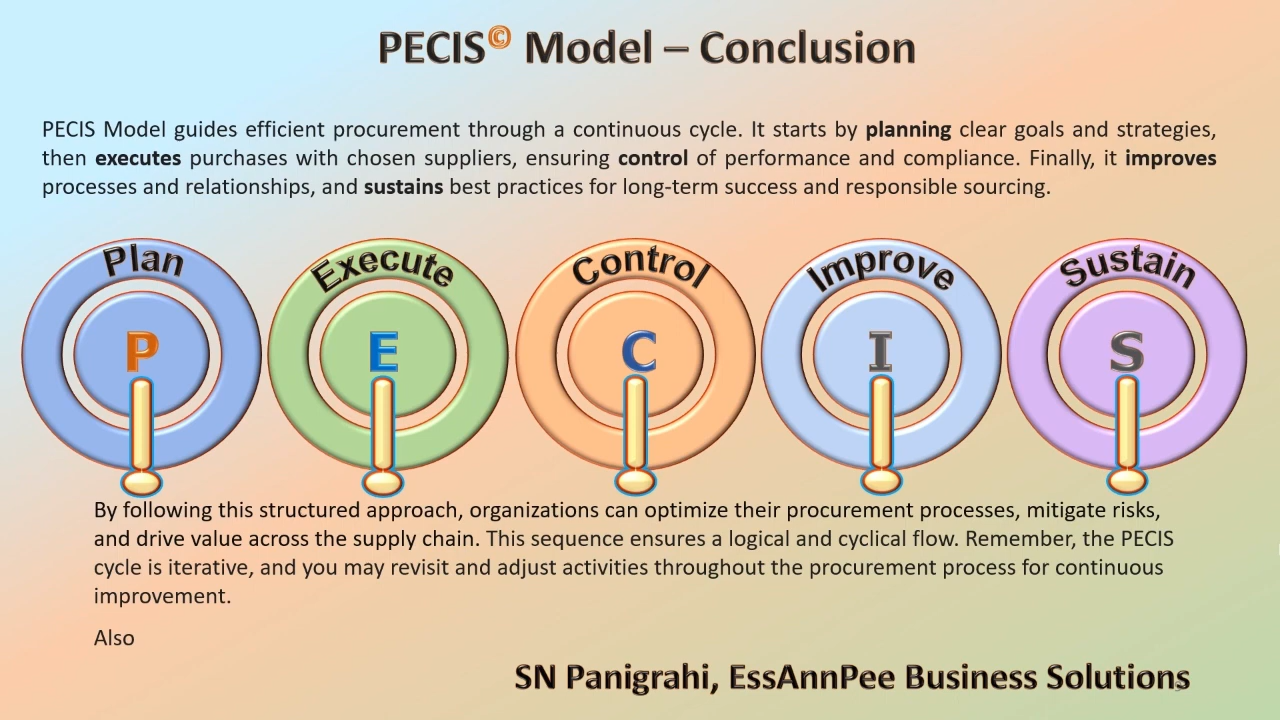 PECIS© Model – Conclusion
PECIS Model guides efficient procurement through a continuous cycle. It starts by planning clear goals and strategies,
then executes purchases with chosen suppliers, ensuring control of performance and compliance. Finally, it improves
processes and relationships, and sustains best practices for long-term success and responsible sourcing.
Plan Execute Control Improve Sustain
P E C I S
By following this structured approach, organizations can optimize their procurement processes, mitigate risks,
and drive value across the supply chain. This sequence ensures a logical and cyclical flow. Remember, the PECIS
cycle is iterative, and you may revisit and adjust activities throughout the procurement process for continuous
improvement.
Also
SN Panigrahi, EssAnnPee Business Solutions